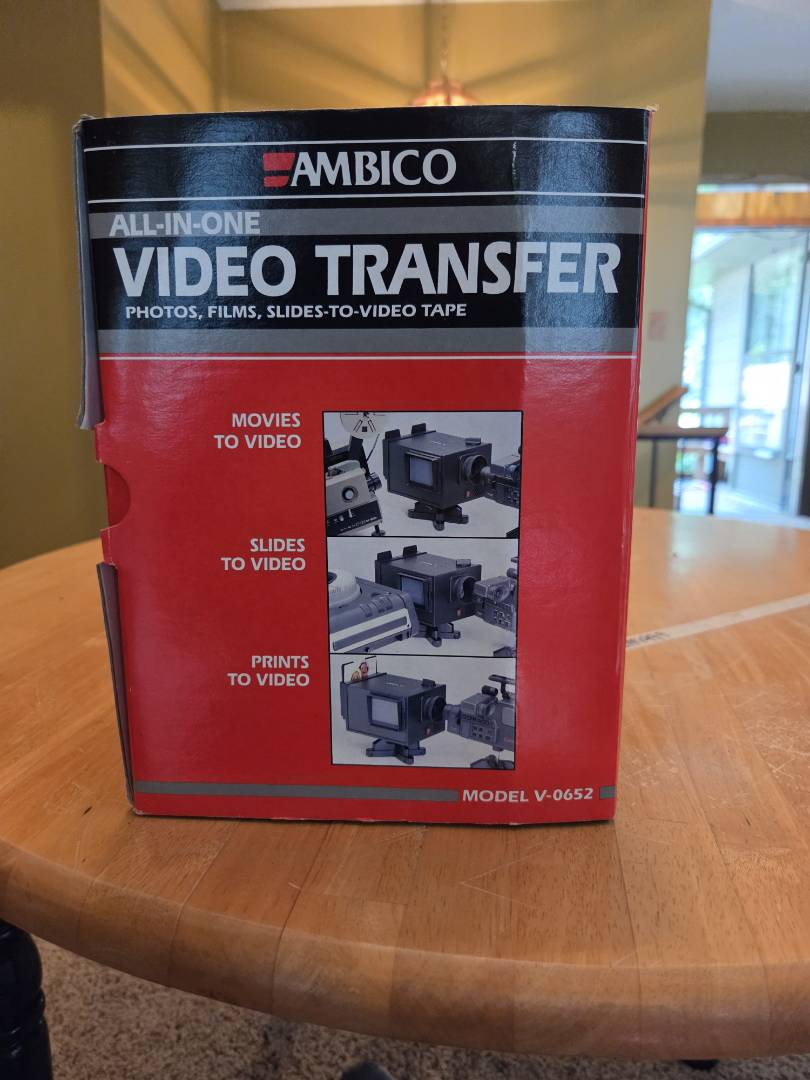 AMBICO
ALL-IN-ONE
VIDEO TRANSFER
PHOTOS, FILMS, SLIDES-TO-VIDEO TAPE
MOVIES
TO VIDEO
SLIDES
TO VIDEO
PRINTS
TO VIDEO
MODEL V-0652